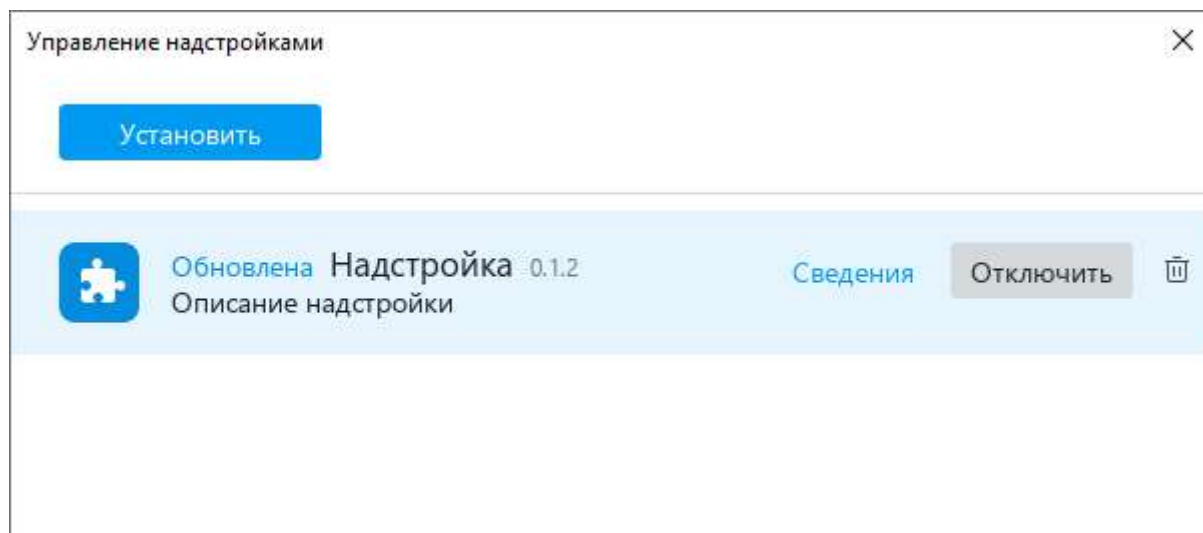 Управление надстройками
Установить
Обновлена Надстройка 0.1.2 Сведения Отключить
Описание надстройки